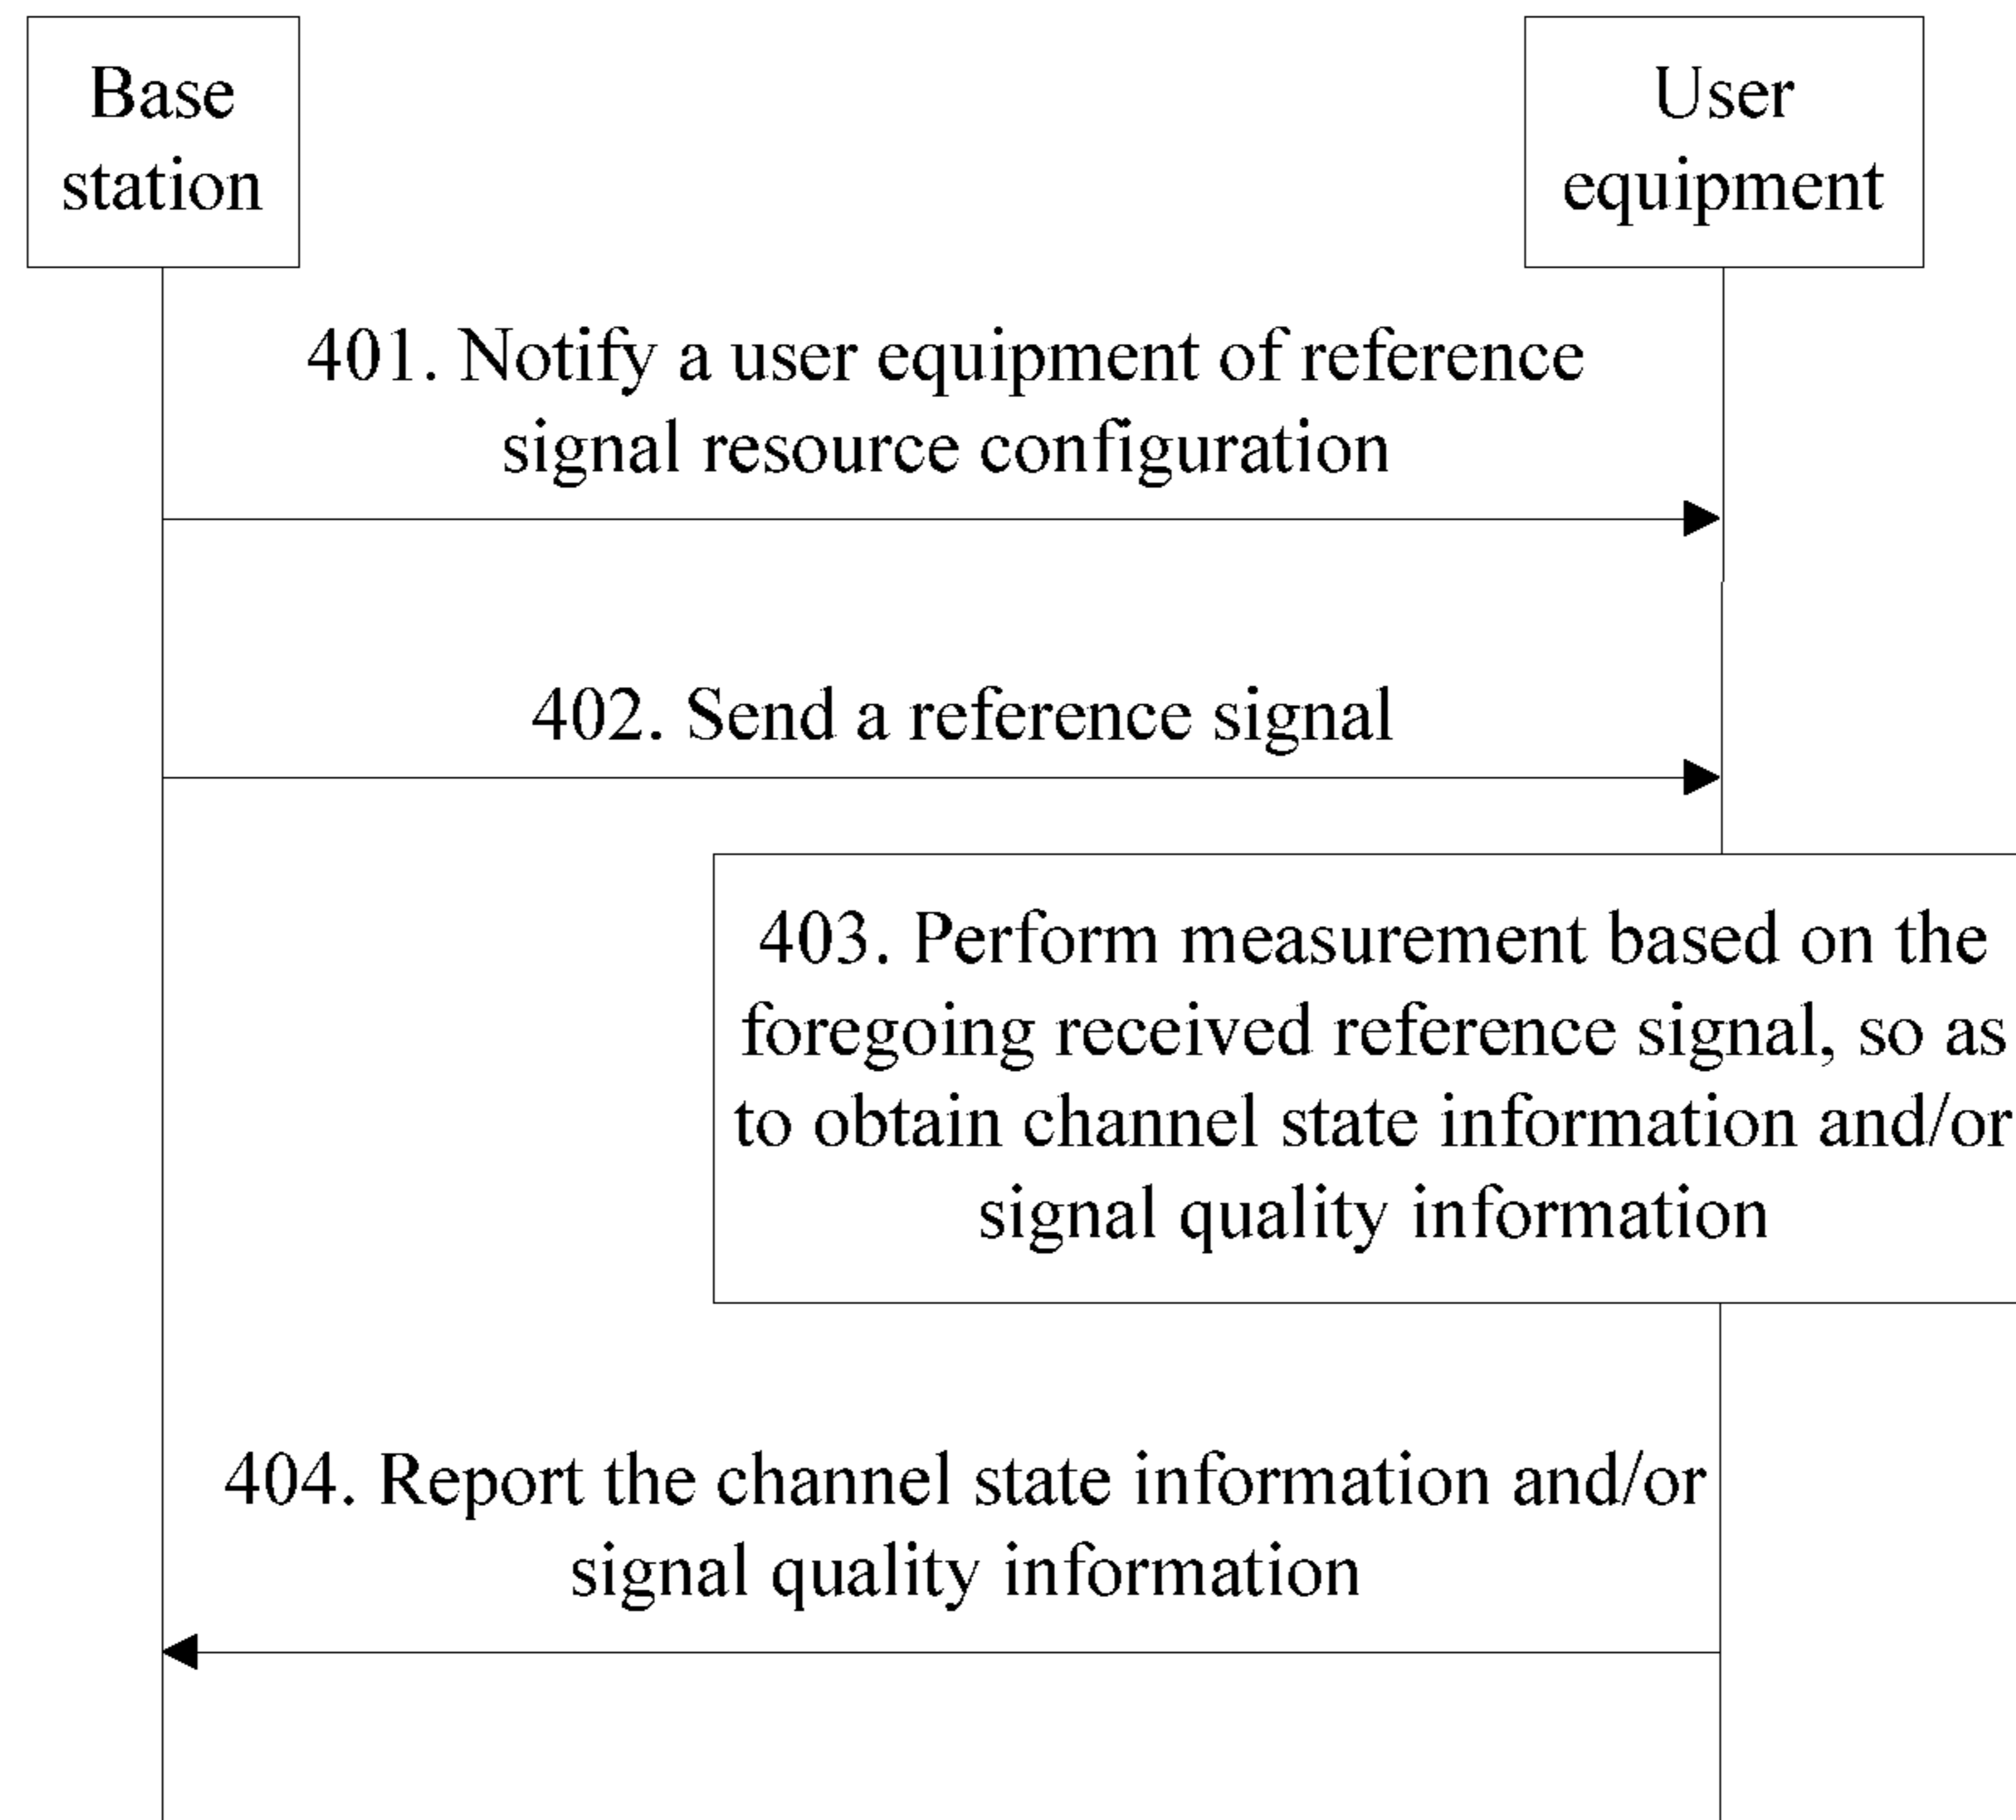 Base
station
User
equipment
401. Notify a user equipment of reference
signal resource configuration
402. Send a reference signal
403. Perform measurement based on the
foregoing received reference signal, so as
to obtain channel state information and/or
signal quality information
404. Report the channel state information and/or
signal quality information